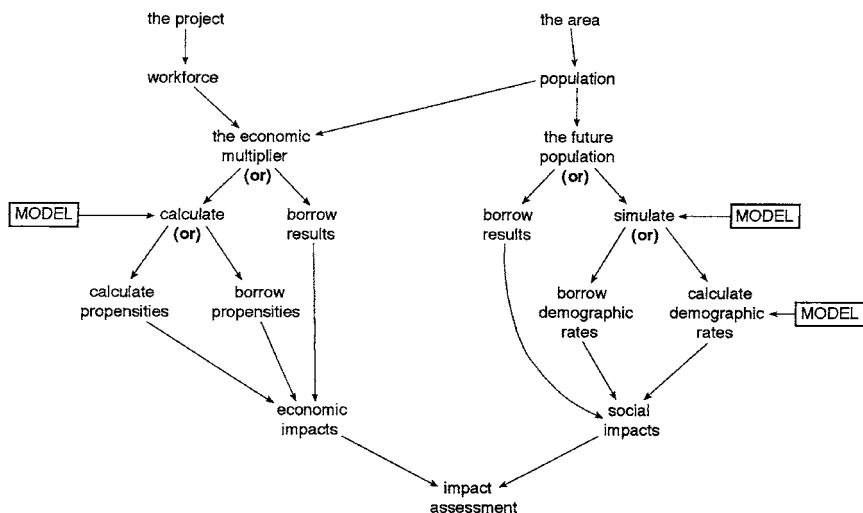 the project
the area
workforce
population
the economic
multiplier
(or)
the future
population
(or)
MODEL
calculate
(or)
borrow
results
borrow
results
simulate
(or)
MODEL
calculate
propensities
borrow
propensities
borrow
demographic
rates
calculate
demographic
rates
MODEL
economic
impacts
social
impacts
impact
assessment